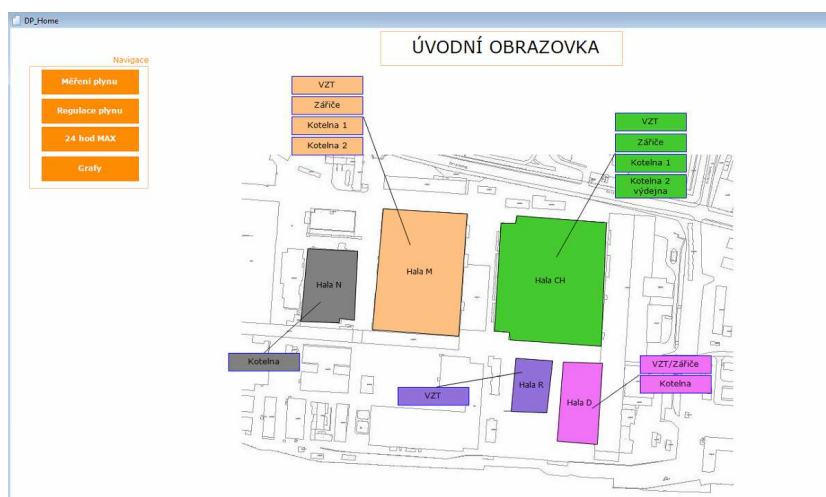 DP_Home
ÚVODNÍ OBRAZOVKA
Navigace
Měření plynu
Regulace plynu
24 hod MAX
Grafy
VZT
Zářiče
Kotelna 1
Kotelna 2
VZT
Zářiče
Kotelna 1
Kotelna 2
výdejna
Hala N
Hala M
Hala CH
Kotelna
VZT
Hala R
Hala D
VZT/Zářiče
Kotelna